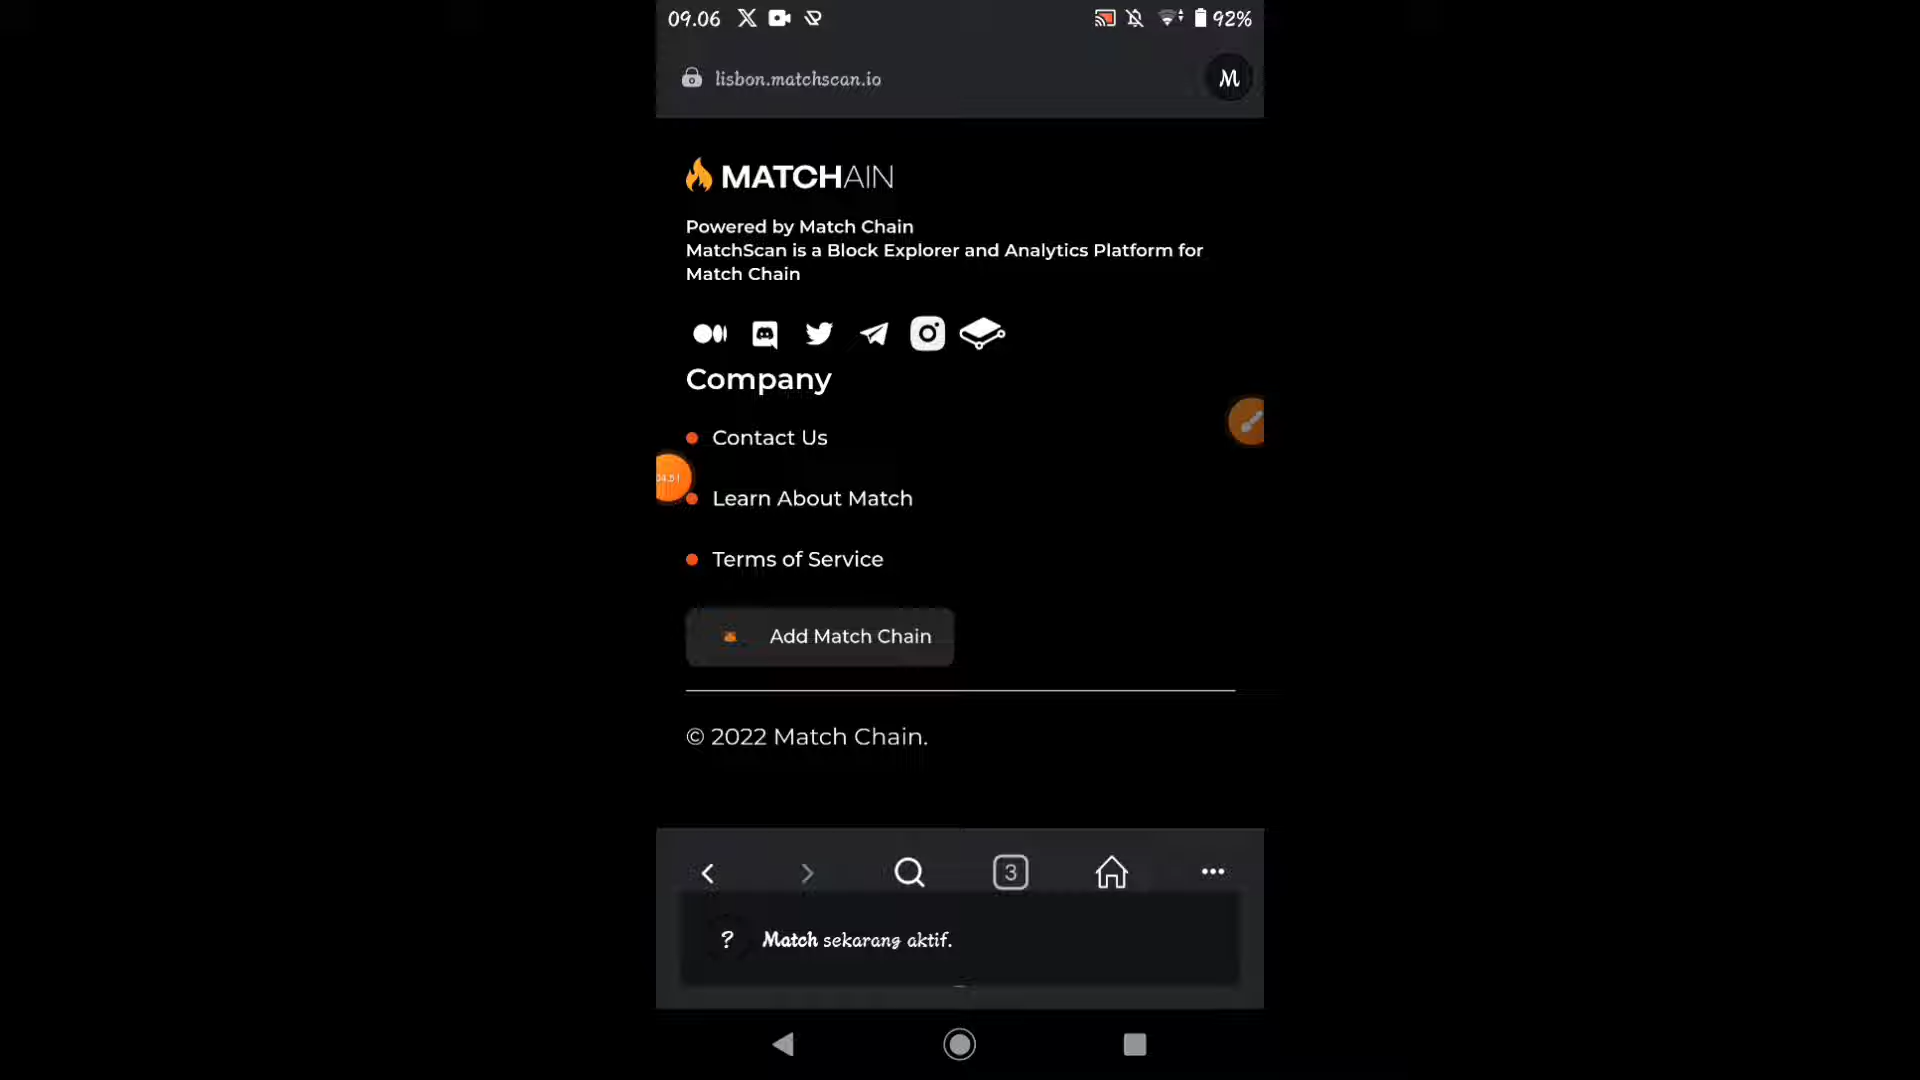 09.06
92%
lisbon.matchscan.io
M
MATCHAIN
Powered by Match Chain
MatchScan is a Block Explorer and Analytics Platform for
Match Chain
Company
Contact Us
04:51
Learn About Match
Terms of Service
Add Match Chain
© 2022 Match Chain.
3
? Match sekarang aktif.